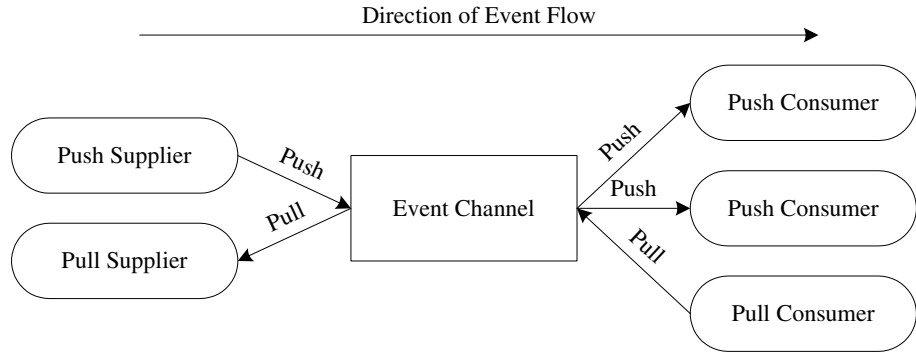 Direction of Event Flow
Push Consumer
Push Supplier
Push
Push
Event Channel
Push
Push Consumer
Pull
Pull
Pull Supplier
Pull Consumer